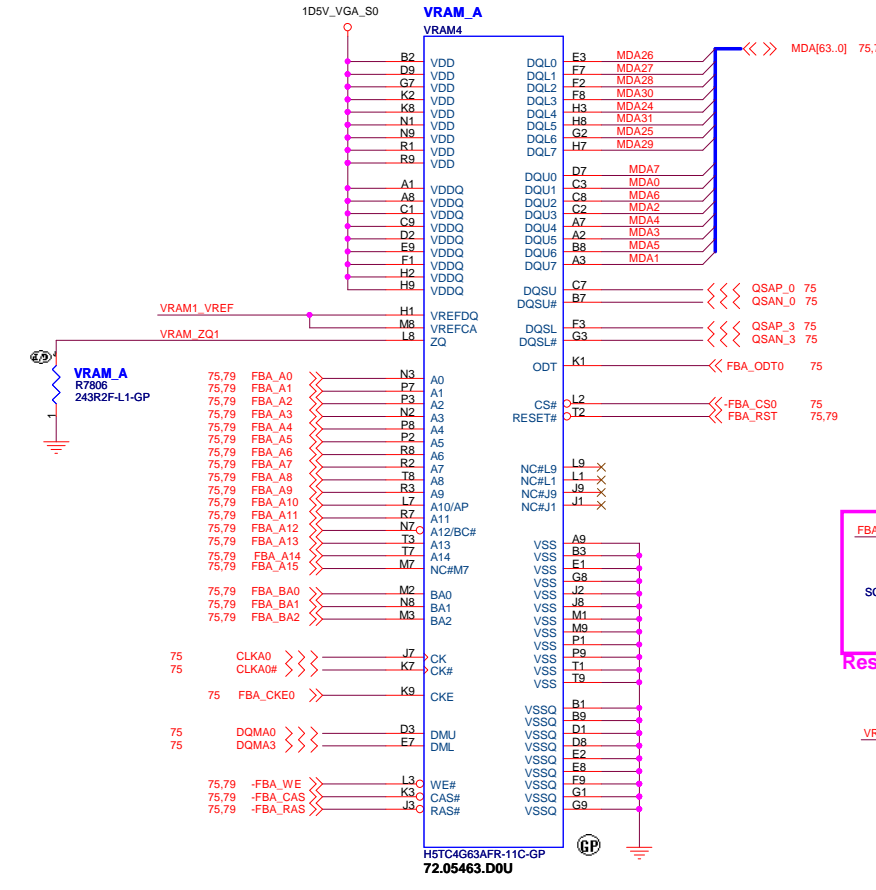 1D5V_VGA_S0
VRAM_A
VRAM4
B2 VDD
D9 VDD
G7 VDD
K2 VDD
K8 VDD
N1 VDD
N9 VDD
R1 VDD
R9 VDD
A1 VDDQ
A8 VDDQ
C1 VDDQ
C9 VDDQ
D2 VDDQ
E9 VDDQ
F1 VDDQ
H2 VDDQ
H9 VDDQ
VRAM1_VREF H1 VREFDQ
M8 VREFCA
VRAM_ZQ1 L8 ZQ
VRAM_A
R7806
243R2F-L1-GP
1
75,79 FBA_A0 N3 A0
75,79 FBA_A1 P7 A1
75,79 FBA_A2 P3 A2
75,79 FBA_A3 N2 A3
75,79 FBA_A4 P8 A4
75,79 FBA_A5 P2 A5
75,79 FBA_A6 R8 A6
75,79 FBA_A7 R2 A7
75,79 FBA_A8 T8 A8
75,79 FBA_A9 R3 A9
75,79 FBA_A10 L7 A10/AP
75,79 FBA_A11 R7 A11
75,79 FBA_A12 N7 A12/BC#
75,79 FBA_A13 T3 A13
75,79 FBA_A14 T7 A14
75,79 FBA_A15 M7 NC#M7
75,79 FBA_BA0 M2 BA0
75,79 FBA_BA1 N8 BA1
75,79 FBA_BA2 M3 BA2
75 CLKA0 J7 CK
75 CLKA0# K7 CK#
75 FBA_CKE0 K9 CKE
75 DQMA0 D3 DMU
75 DQMA3 E7 DML
75,79 -FBA_WE L3 WE#
75,79 -FBA_CAS K3 CAS#
75,79 -FBA_RAS J3 RAS#
DQL0 E3 MDA26
DQL1 F7 MDA27
DQL2 F2 MDA28
DQL3 F8 MDA30
DQL4 H3 MDA24
DQL5 H8 MDA31
DQL6 G2 MDA25
DQL7 H7 MDA29
MDA[63..0] 75,7
DQU0 D7 MDA7
DQU1 C3 MDA0
DQU2 C8 MDA6
DQU3 C2 MDA2
DQU4 A7 MDA4
DQU5 A2 MDA3
DQU6 B8 MDA5
DQU7 A3 MDA1
DQSU C7 QSAP_0 75
DQSU# B7 QSAN_0 75
DQSL F3 QSAP_3 75
DQSL# G3 QSAN_3 75
ODT K1 FBA_ODT0 75
CS# L2 -FBA_CS0 75
RESET# T2 FBA_RST 75,79
NC#L9 L9
NC#L1 L1
NC#J9 J9
NC#J1 J1
VSS A9
VSS B3
VSS E1
VSS G8
VSS J2
VSS J8
VSS M1
VSS M9
VSS P1
VSS P9
VSS T1
VSS T9
VSSQ B1
VSSQ B9
VSSQ D1
VSSQ D8
VSSQ E2
VSSQ E8
VSSQ F9
VSSQ G1
VSSQ G9
GP
H5TC4G63AFR-11C-GP
72.05463.D0U
FBA
SC
Res
VR